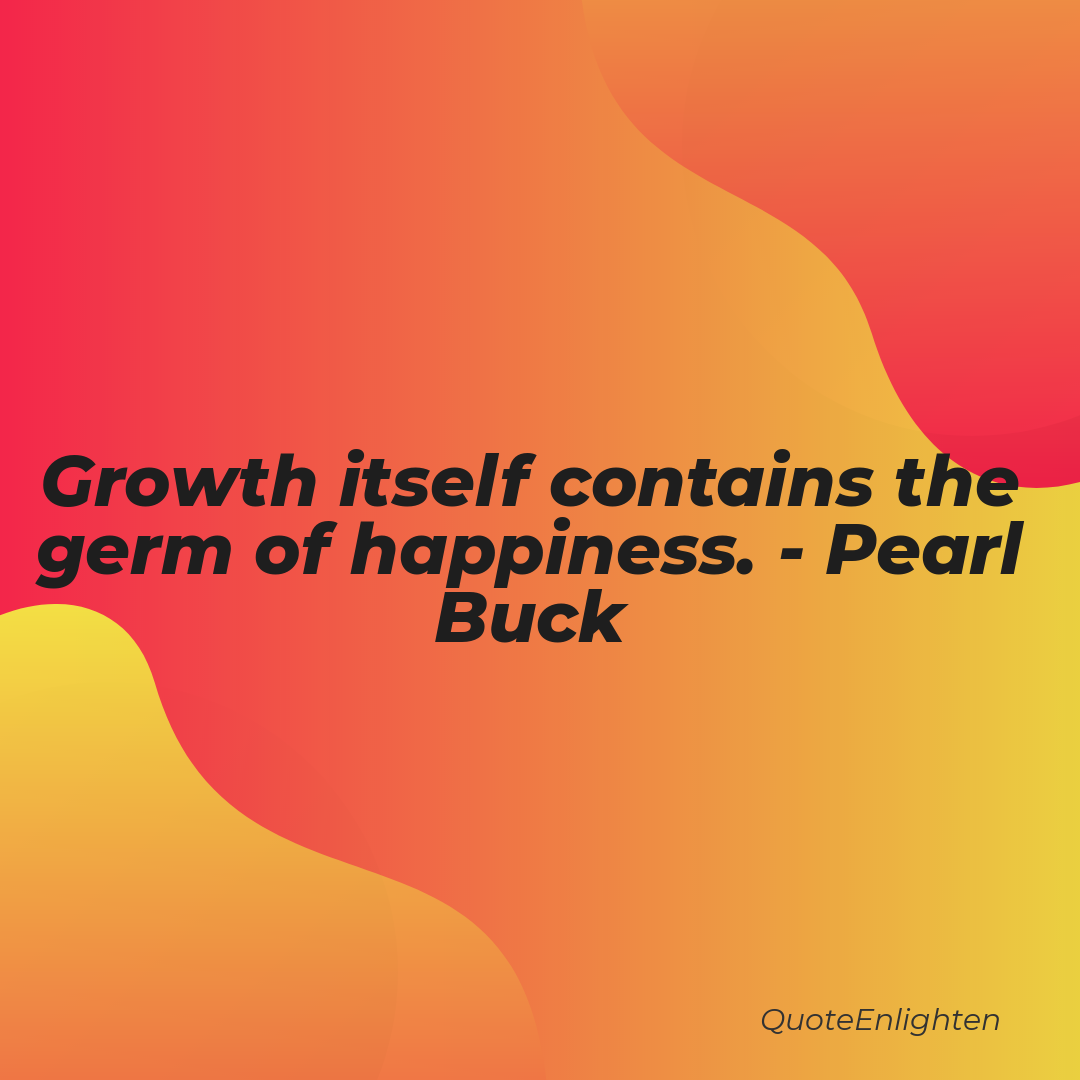 Growth itself contains the
germ of happiness. - Pearl
Buck
QuoteEnlighten